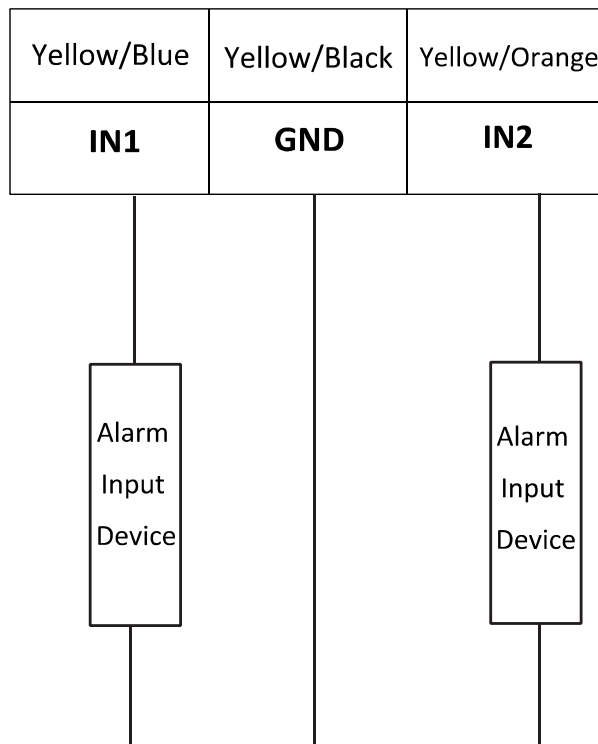 Yellow/Blue
Yellow/Black
Yellow/Orange
IN1
GND
IN2
Alarm
Input
Device
Alarm
Input
Device